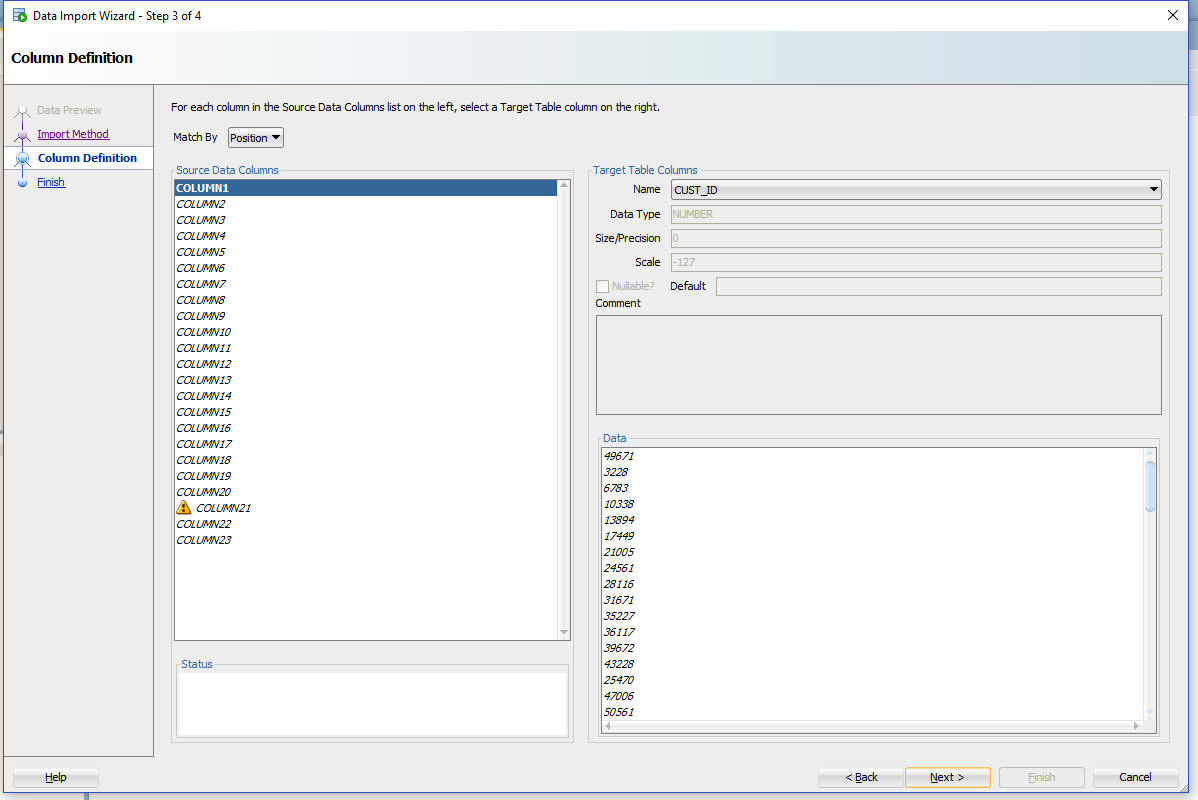 Data Import Wizard - Step 3 of 4
Column Definition
Data Preview
Import Method
Column Definition
Finish
For each column in the Source Data Columns list on the left, select a Target Table column on the right.
Match By Position
Source Data Columns
COLUMN1
COLUMN2
COLUMN3
COLUMN4
COLUMN5
COLUMN6
COLUMN7
COLUMN8
COLUMN9
COLUMN10
COLUMN11
COLUMN12
COLUMN13
COLUMN14
COLUMN15
COLUMN16
COLUMN17
COLUMN18
COLUMN19
COLUMN20
COLUMN21
COLUMN22
COLUMN23
Status
Target Table Columns
Name CUST_ID
Data Type NUMBER
Size/Precision 0
Scale -127
Nullable? Default
Comment
Data
49671
3228
6783
10338
13894
17449
21005
24561
28116
31671
35227
36117
39672
43228
25470
47006
50561
Help < Back Next > Finish Cancel